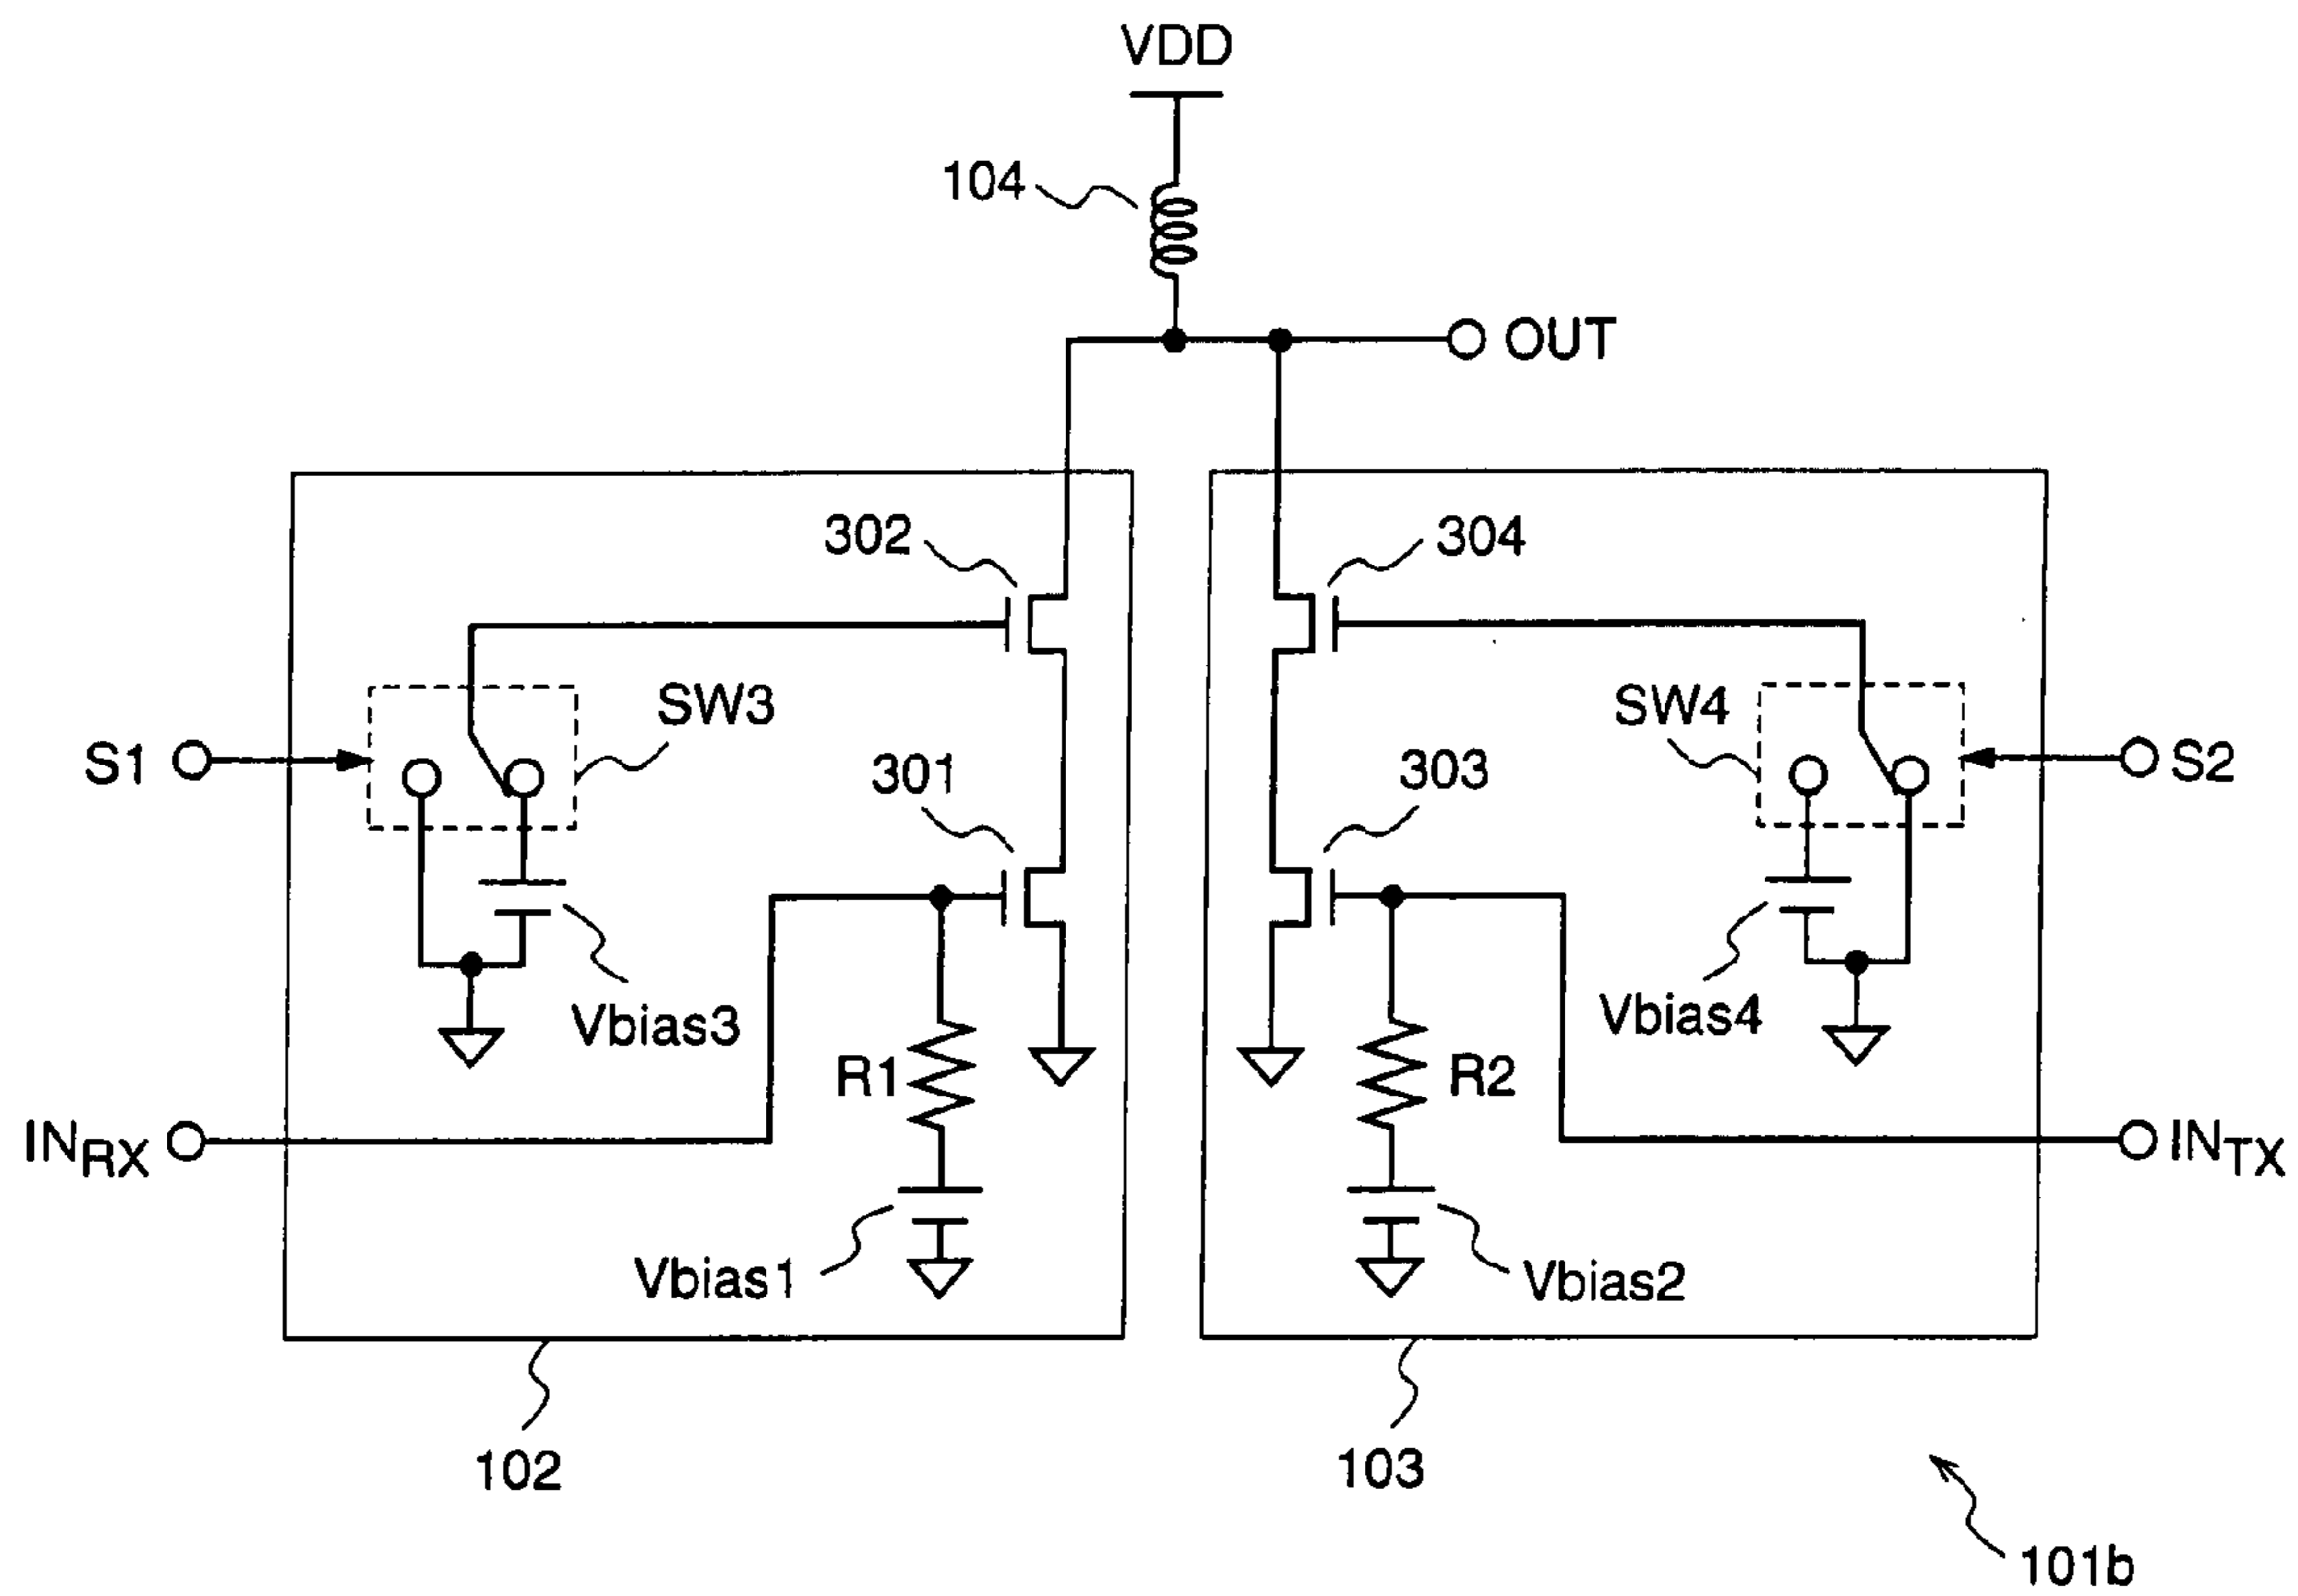 VDD
104
OUT
302
304
SW3
SW4
S1
S2
301
303
Vbias3
Vbias4
R1
R2
INRX
INTX
Vbias1
Vbias2
102
103
101b